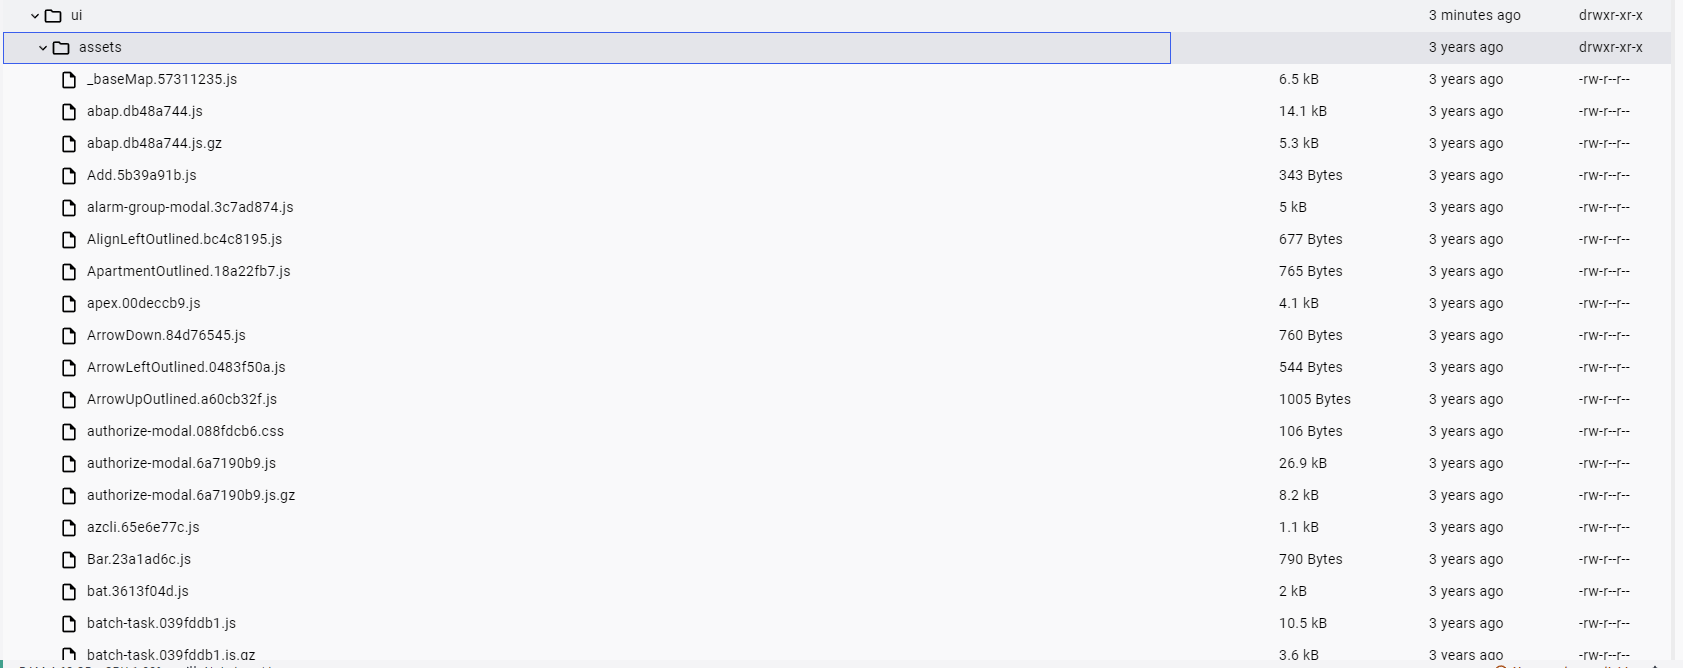 ui 3 minutes ago drwxr-xr-x
assets 3 years ago drwxr-xr-x
_baseMap.57311235.js 6.5 kB 3 years ago -rw-r--r--
abap.db48a744.js 14.1 kB 3 years ago -rw-r--r--
abap.db48a744.js.gz 5.3 kB 3 years ago -rw-r--r--
Add.5b39a91b.js 343 Bytes 3 years ago -rw-r--r--
alarm-group-modal.3c7ad874.js 5 kB 3 years ago -rw-r--r--
AlignLeftOutlined.bc4c8195.js 677 Bytes 3 years ago -rw-r--r--
ApartmentOutlined.18a22fb7.js 765 Bytes 3 years ago -rw-r--r--
apex.00deccb9.js 4.1 kB 3 years ago -rw-r--r--
ArrowDown.84d76545.js 760 Bytes 3 years ago -rw-r--r--
ArrowLeftOutlined.0483f50a.js 544 Bytes 3 years ago -rw-r--r--
ArrowUpOutlined.a60cb32f.js 1005 Bytes 3 years ago -rw-r--r--
authorize-modal.088fdcb6.css 106 Bytes 3 years ago -rw-r--r--
authorize-modal.6a7190b9.js 26.9 kB 3 years ago -rw-r--r--
authorize-modal.6a7190b9.js.gz 8.2 kB 3 years ago -rw-r--r--
azcli.65e6e77c.js 1.1 kB 3 years ago -rw-r--r--
Bar.23a1ad6c.js 790 Bytes 3 years ago -rw-r--r--
bat.3613f04d.js 2 kB 3 years ago -rw-r--r--
batch-task.039fddb1.js 10.5 kB 3 years ago -rw-r--r--
batch-task.039fddb1.js.gz 3.6 kB 3 years ago -rw-r--r--